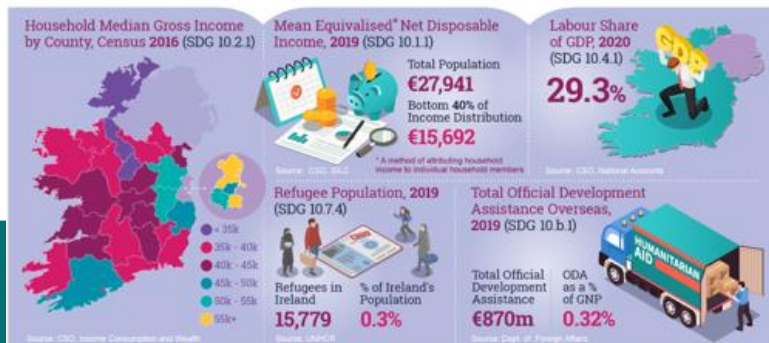 Household Median Gross Income
by County, Census 2016 (SDG 10.2.1)
< 35k
35k - 40k
40k - 45k
45k - 50k
50k - 55k
55k+
Source: CSO, Income Consumption and Wealth
Mean Equivalised* Net Disposable
Income, 2019 (SDG 10.1.1)
Total Population
€27,941
Bottom 40% of
Income Distribution
€15,692
* A method of attributing household
income to individual household members
Source: CSO, SILC
Labour Share
of GDP, 2020
(SDG 10.4.1)
29.3%
GDP
Source: CSO, National Accounts
Refugee Population, 2019
(SDG 10.7.4)
Refugees in
Ireland
15,779
% of Ireland's
Population
0.3%
Source: UNHCR
Total Official Development
Assistance Overseas,
2019 (SDG 10.b.1)
Total Official
Development
Assistance
€870m
ODA
as a %
of GNP
0.32%
HUMANITARIAN
AID
Source: Dept. of Foreign Affairs